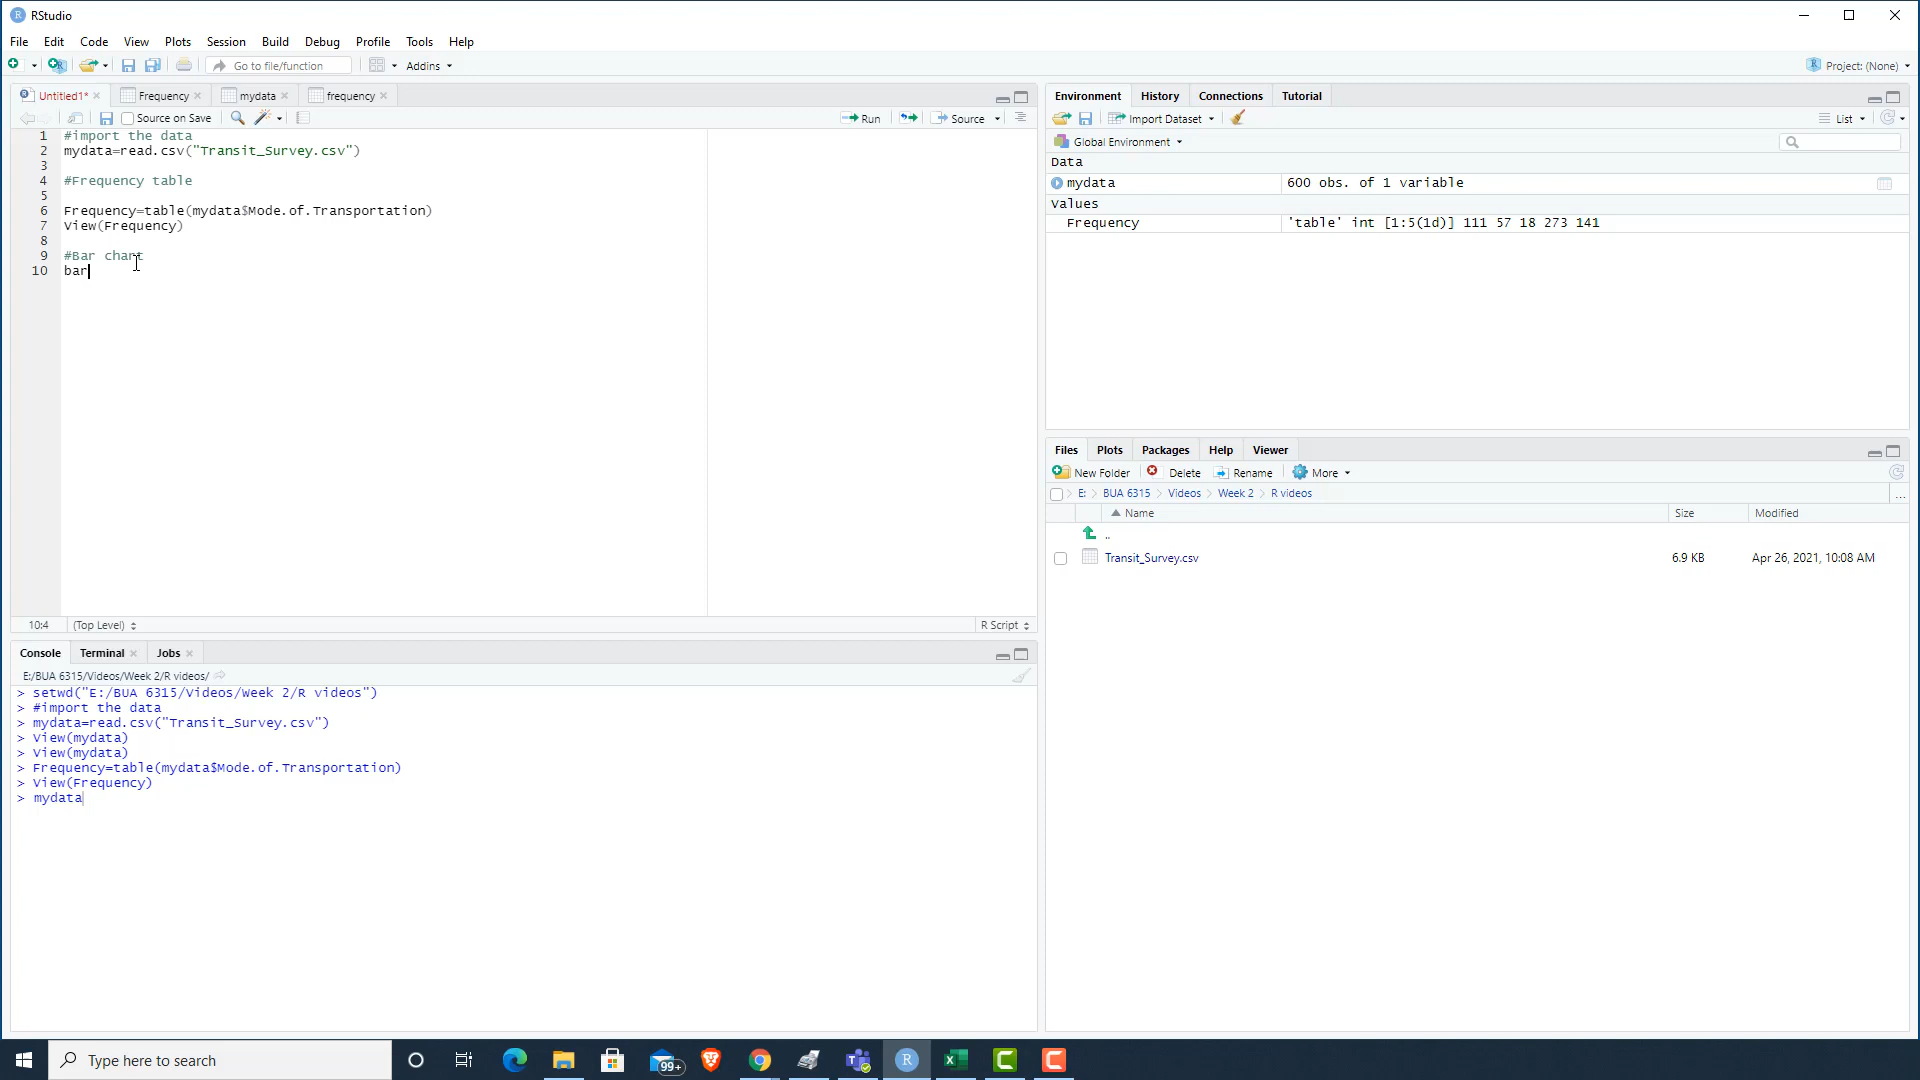 RStudio
File Edit Code View Plots Session Build Debug Profile Tools Help
Go to file/function Addins Project: (None)
Untitled1* Frequency mydata frequency
Source on Save Run Source
1 #import the data
2 mydata=read.csv("Transit_Survey.csv")
3
4 #Frequency table
5
6 Frequency=table(mydata$Mode.of.Transportation)
7 View(Frequency)
8
9 #Bar chart
10 bar
10:4 (Top Level) R Script
Console Terminal Jobs
E:/BUA 6315/Videos/Week 2/R videos/
> setwd("E:/BUA 6315/Videos/Week 2/R videos")
> #import the data
> mydata=read.csv("Transit_Survey.csv")
> View(mydata)
> View(mydata)
> Frequency=table(mydata$Mode.of.Transportation)
> View(Frequency)
> mydata
Environment History Connections Tutorial
Import Dataset List
Global Environment
Data
mydata 600 obs. of 1 variable
Values
Frequency 'table' int [1:5(1d)] 111 57 18 273 141
Files Plots Packages Help Viewer
New Folder Delete Rename More
E: BUA 6315 Videos Week 2 R videos ...
Name Size Modified
..
Transit_Survey.csv 6.9 KB Apr 26, 2021, 10:08 AM
Type here to search 99+